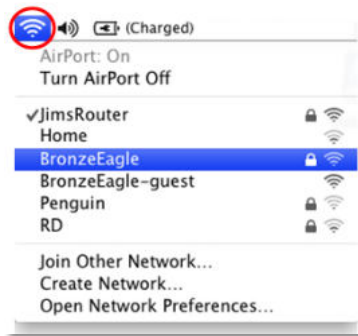 (Charged)
AirPort: On
Turn AirPort Off
✓JimsRouter
Home
BronzeEagle
BronzeEagle-guest
Penguin
RD
Join Other Network...
Create Network...
Open Network Preferences...